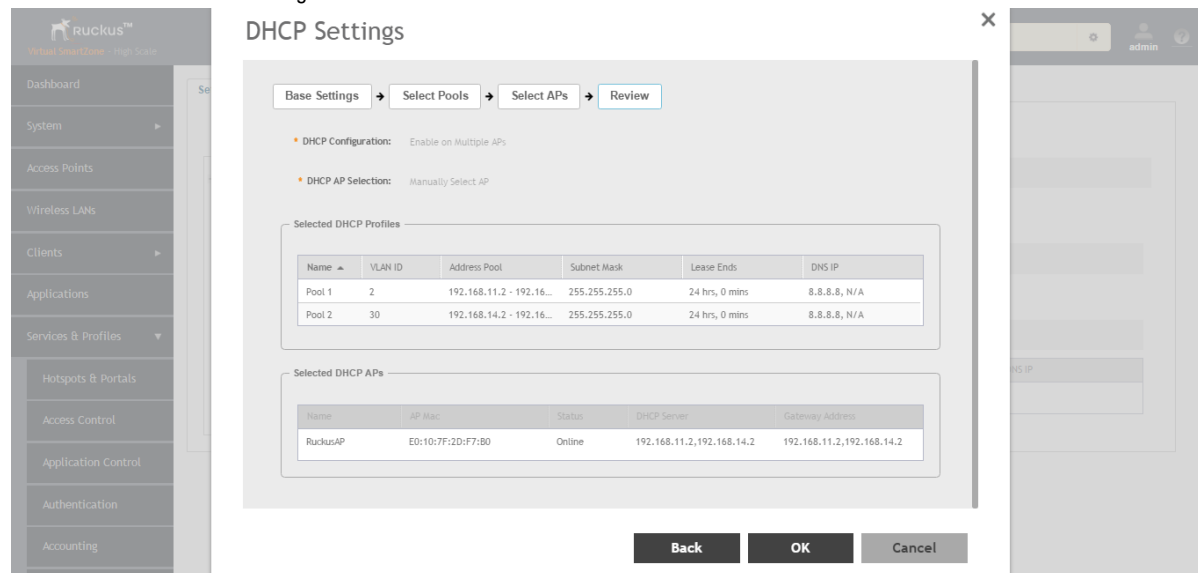 Ruckus™
Virtual SmartZone - High Scale
Dashboard
System
Access Points
Wireless LANs
Clients
Applications
Services & Profiles
Hotspots & Portals
Access Control
Application Control
Authentication
Accounting
admin
DHCP Settings
Base Settings → Select Pools → Select APs → Review
* DHCP Configuration: Enable on Multiple APs
* DHCP AP Selection: Manually Select AP
Selected DHCP Profiles
Name VLAN ID Address Pool Subnet Mask Lease Ends DNS IP
Pool 1 2 192.168.11.2 - 192.16... 255.255.255.0 24 hrs, 0 mins 8.8.8.8, N/A
Pool 2 30 192.168.14.2 - 192.16... 255.255.255.0 24 hrs, 0 mins 8.8.8.8, N/A
Selected DHCP APs
Name AP Mac Status DHCP Server Gateway Address
RuckusAP E0:10:7F:2D:F7:B0 Online 192.168.11.2,192.168.14.2 192.168.11.2,192.168.14.2
Back OK Cancel